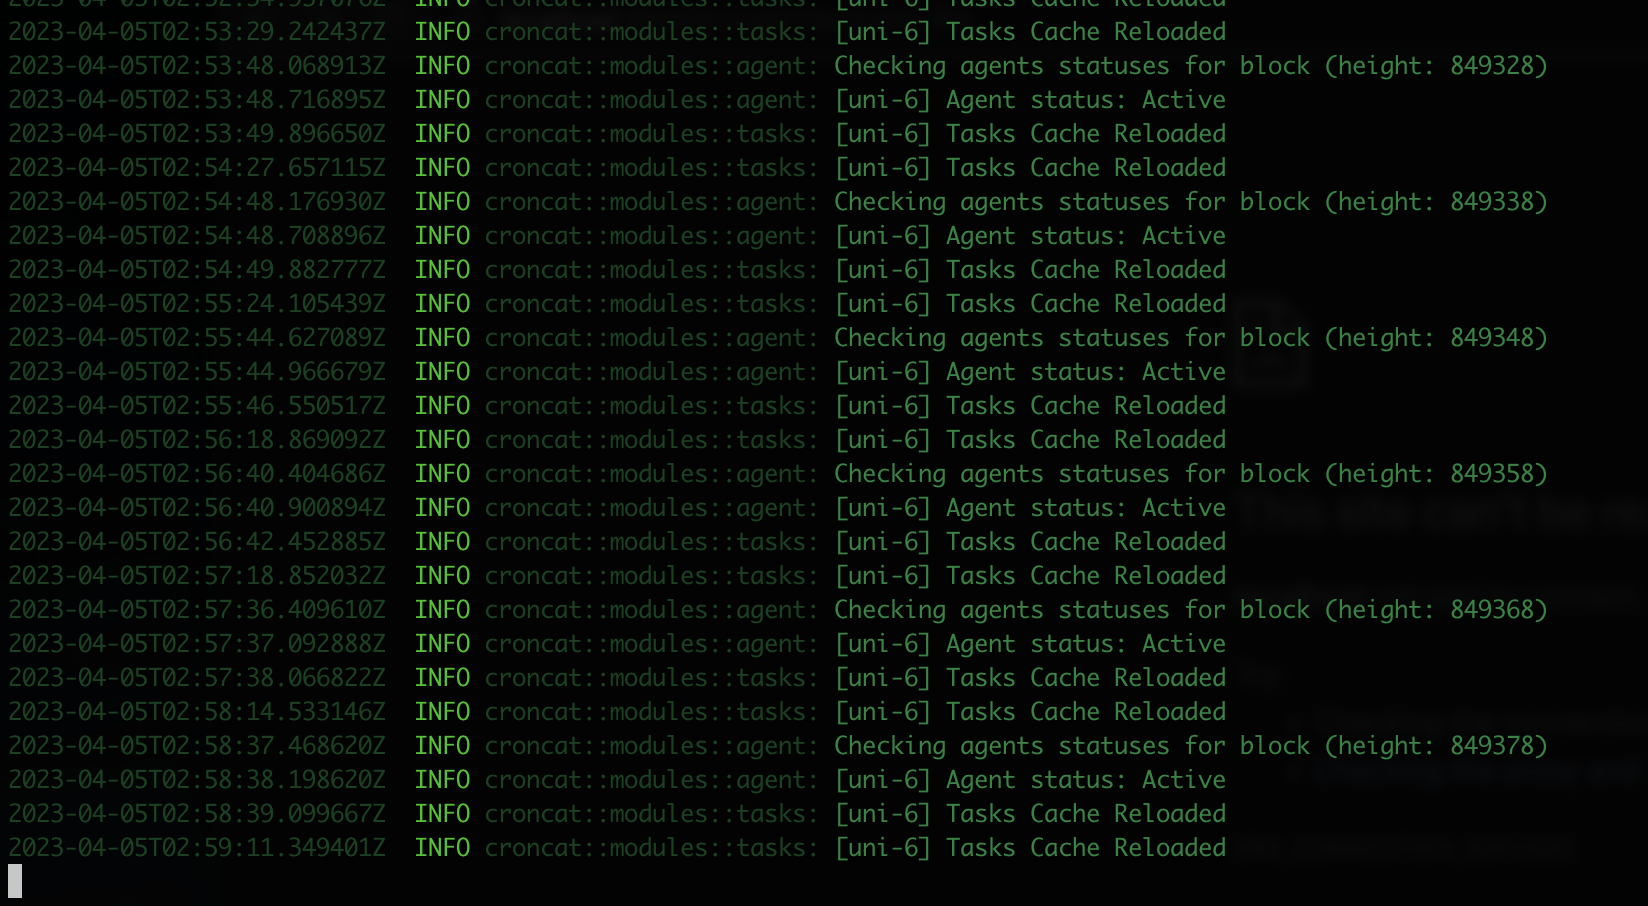 2023-04-05T02:52:54.957076Z INFO croncat::modules::tasks: [uni-6] Tasks Cache Reloaded
2023-04-05T02:53:29.242437Z INFO croncat::modules::tasks: [uni-6] Tasks Cache Reloaded
2023-04-05T02:53:48.068913Z INFO croncat::modules::agent: Checking agents statuses for block (height: 849328)
2023-04-05T02:53:48.716895Z INFO croncat::modules::agent: [uni-6] Agent status: Active
2023-04-05T02:53:49.896650Z INFO croncat::modules::tasks: [uni-6] Tasks Cache Reloaded
2023-04-05T02:54:27.657115Z INFO croncat::modules::tasks: [uni-6] Tasks Cache Reloaded
2023-04-05T02:54:48.176930Z INFO croncat::modules::agent: Checking agents statuses for block (height: 849338)
2023-04-05T02:54:48.708896Z INFO croncat::modules::agent: [uni-6] Agent status: Active
2023-04-05T02:54:49.882777Z INFO croncat::modules::tasks: [uni-6] Tasks Cache Reloaded
2023-04-05T02:55:24.105439Z INFO croncat::modules::tasks: [uni-6] Tasks Cache Reloaded
2023-04-05T02:55:44.627089Z INFO croncat::modules::agent: Checking agents statuses for block (height: 849348)
2023-04-05T02:55:44.966679Z INFO croncat::modules::agent: [uni-6] Agent status: Active
2023-04-05T02:55:46.550517Z INFO croncat::modules::tasks: [uni-6] Tasks Cache Reloaded
2023-04-05T02:56:18.869092Z INFO croncat::modules::tasks: [uni-6] Tasks Cache Reloaded
2023-04-05T02:56:40.404686Z INFO croncat::modules::agent: Checking agents statuses for block (height: 849358)
2023-04-05T02:56:40.900894Z INFO croncat::modules::agent: [uni-6] Agent status: Active
This site can't be
2023-04-05T02:56:42.452885Z INFO croncat::modules::tasks: [uni-6] Tasks Cache Reloaded
2023-04-05T02:57:18.852032Z INFO croncat::modules::tasks: [uni-6] Tasks Cache Reloaded
2023-04-05T02:57:36.409610Z INFO croncat::modules::agent: Checking agents statuses for block (height: 849368)
2023-04-05T02:57:37.092888Z INFO croncat::modules::agent: [uni-6] Agent status: Active
2023-04-05T02:57:38.066822Z INFO croncat::modules::tasks: [uni-6] Tasks Cache Reloaded
2023-04-05T02:58:14.533146Z INFO croncat::modules::tasks: [uni-6] Tasks Cache Reloaded
2023-04-05T02:58:37.468620Z INFO croncat::modules::agent: Checking agents statuses for block (height: 849378)
2023-04-05T02:58:38.198620Z INFO croncat::modules::agent: [uni-6] Agent status: Active
2023-04-05T02:58:39.099667Z INFO croncat::modules::tasks: [uni-6] Tasks Cache Reloaded
2023-04-05T02:59:11.349401Z INFO croncat::modules::tasks: [uni-6] Tasks Cache Reloaded